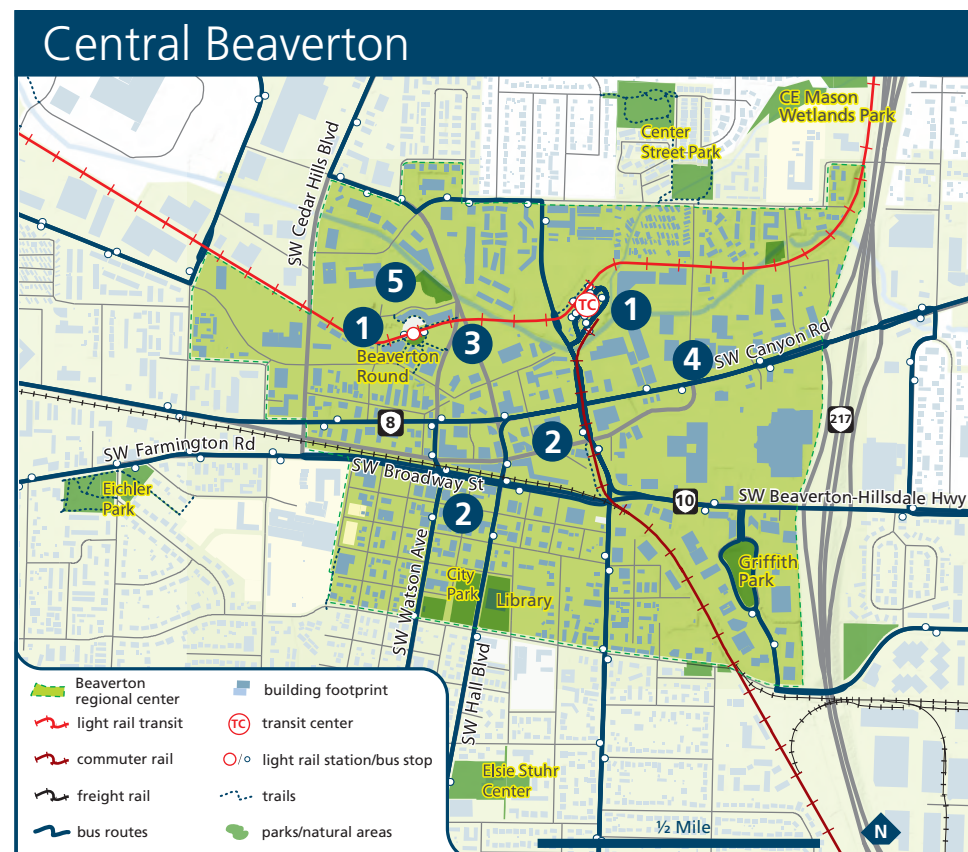 Central Beaverton
CE Mason
Wetlands Park
Center
Street Park
SW Cedar Hills Blvd
5
TC
1
1
3
Beaverton
Round
4
SW Canyon Rd
8
217
2
SW Farmington Rd
SW Broadway St
Eichler
Park
10
SW Beaverton-Hillsdale Hwy
2
Griffith
Park
City
Park
Library
SW Watson Ave
SW Hall Blvd
Elsie Stuhr
Center
½ Mile
N
Beaverton
regional center
building footprint
light rail transit
TC
transit center
commuter rail
/
light rail station/bus stop
freight rail
trails
bus routes
parks/natural areas